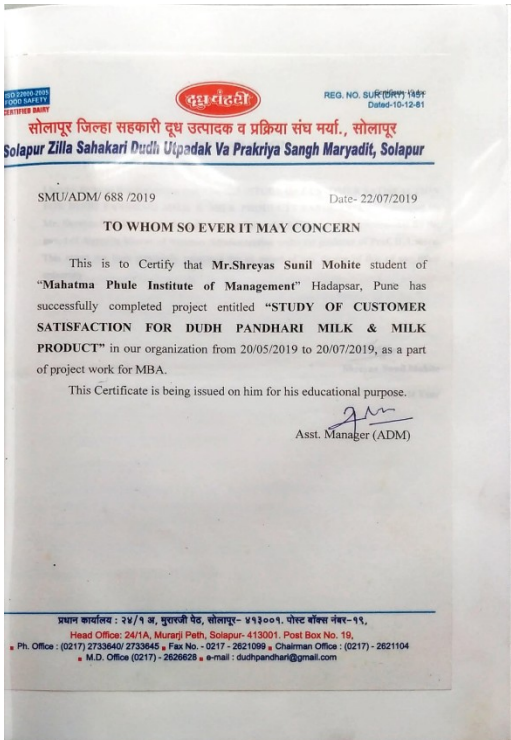 ISO 22000-2005
FOOD SAFETY
CERTIFIED DAIRY
दूध पंढरी
REG. NO. SUR (DRY) 1451
Dated-10-12-81
सोलापूर जिल्हा सहकारी दूध उत्पादक व प्रक्रिया संघ मर्या., सोलापूर
Solapur Zilla Sahakari Dudh Utpadak Va Prakriya Sangh Maryadit, Solapur
SMU/ADM/ 688 /2019 Date- 22/07/2019
TO WHOM SO EVER IT MAY CONCERN
This is to Certify that Mr.Shreyas Sunil Mohite student of
“Mahatma Phule Institute of Management” Hadapsar, Pune has
successfully completed project entitled “STUDY OF CUSTOMER
SATISFACTION FOR DUDH PANDHARI MILK & MILK
PRODUCT” in our organization from 20/05/2019 to 20/07/2019, as a part
of project work for MBA.
This Certificate is being issued on him for his educational purpose.
Asst. Manager (ADM)
प्रधान कार्यालय : २४/१ अ, मुरारजी पेठ, सोलापूर- ४१३००१. पोस्ट बॉक्स नंबर-१९,
Head Office: 24/1A, Murarji Peth, Solapur- 413001. Post Box No. 19,
Ph. Office : (0217) 2733640/ 2733645 Fax No. - 0217 - 2621099 Chairman Office : (0217) - 2621104
M.D. Office (0217) - 2626628 e-mail : dudhpandhari@gmail.com